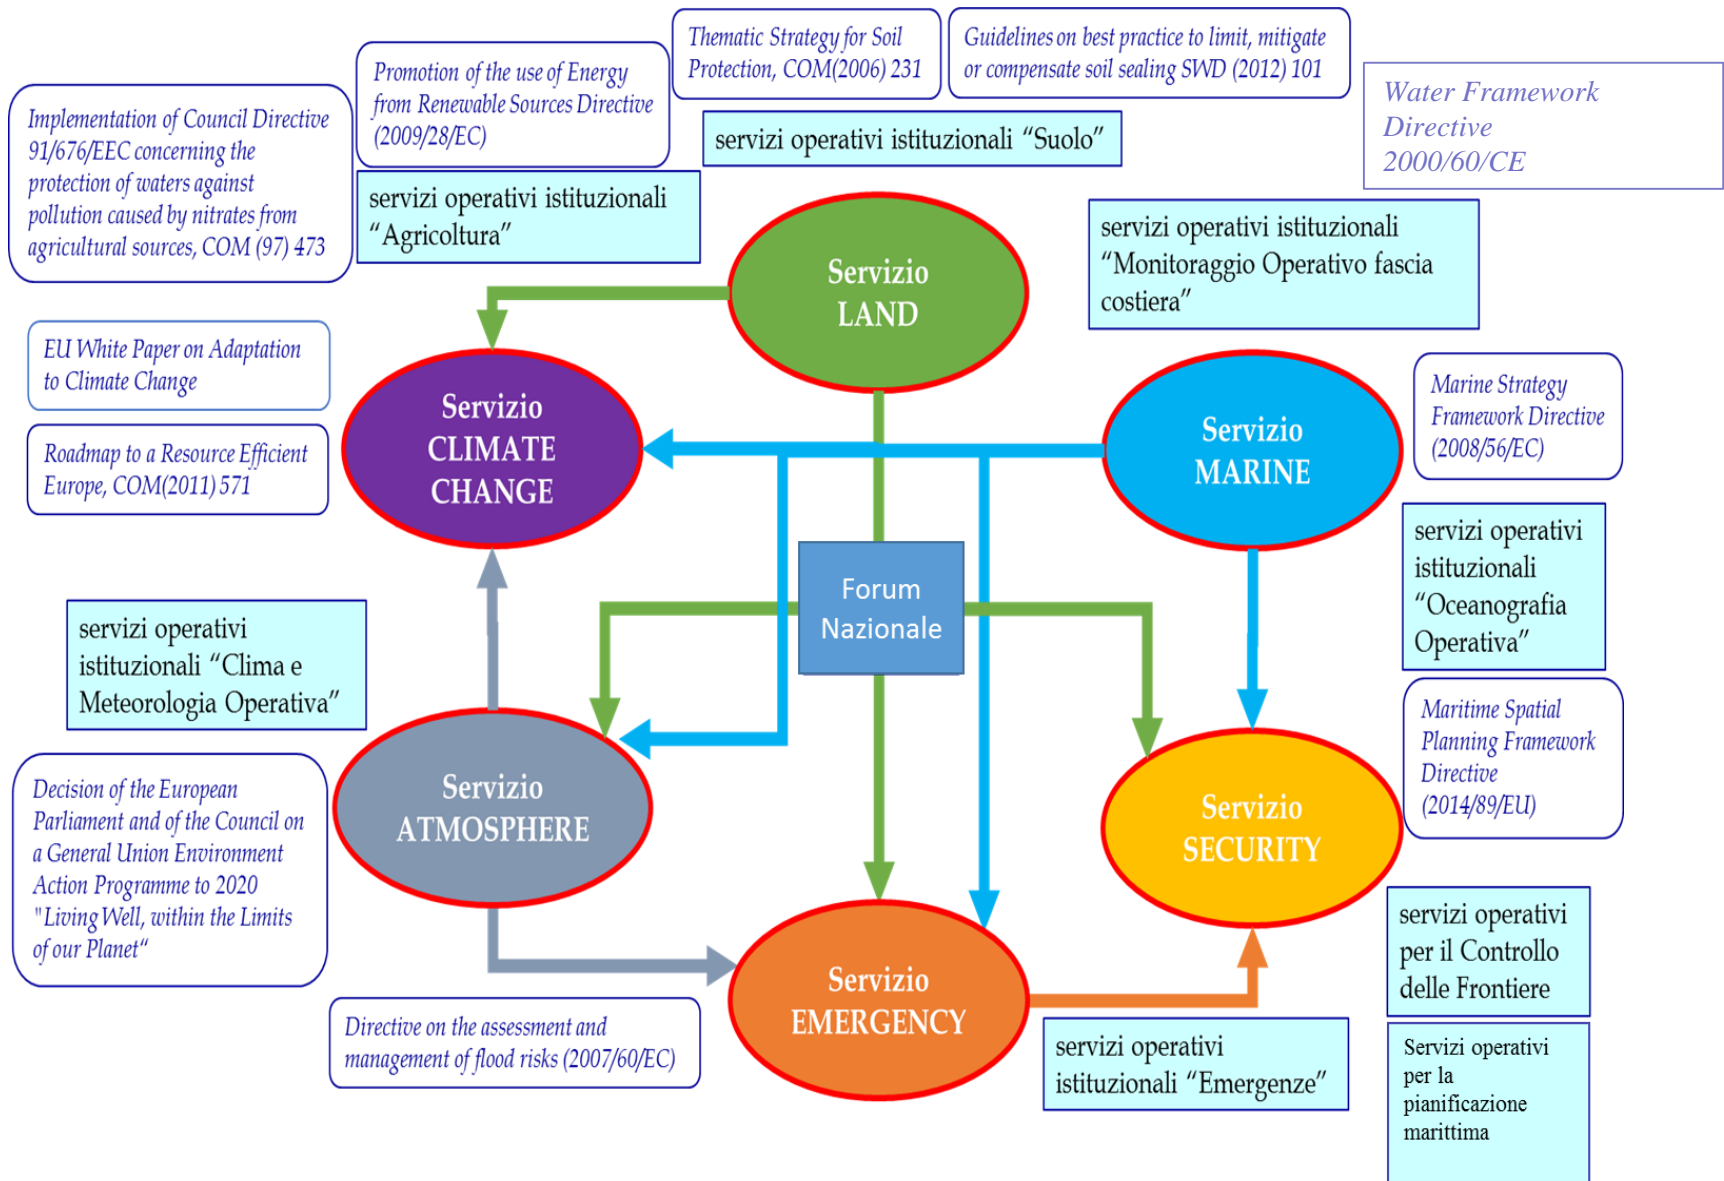 Thematic Strategy for Soil
Protection, COM(2006) 231
Guidelines on best practice to limit, mitigate
or compensate soil sealing SWD (2012) 101
Promotion of the use of Energy
from Renewable Sources Directive
(2009/28/EC)
Water Framework
Directive
2000/60/CE
Implementation of Council Directive
91/676/EEC concerning the
protection of waters against
pollution caused by nitrates from
agricultural sources, COM (97) 473
servizi operativi istituzionali “Suolo”
servizi operativi istituzionali
“Agricoltura”
servizi operativi istituzionali
“Monitoraggio Operativo fascia
costiera”
Servizio
LAND
EU White Paper on Adaptation
to Climate Change
Roadmap to a Resource Efficient
Europe, COM(2011) 571
Servizio
CLIMATE
CHANGE
Servizio
MARINE
Marine Strategy
Framework Directive
(2008/56/EC)
servizi operativi
istituzionali
“Oceanografia
Operativa”
Forum
Nazionale
servizi operativi
istituzionali “Clima e
Meteorologia Operativa”
Maritime Spatial
Planning Framework
Directive
(2014/89/EU)
Servizio
ATMOSPHERE
Servizio
SECURITY
Decision of the European
Parliament and of the Council on
a General Union Environment
Action Programme to 2020
"Living Well, within the Limits
of our Planet“
servizi operativi
per il Controllo
delle Frontiere
Servizio
EMERGENCY
Directive on the assessment and
management of flood risks (2007/60/EC)
servizi operativi
istituzionali “Emergenze”
Servizi operativi
per la
pianificazione
marittima